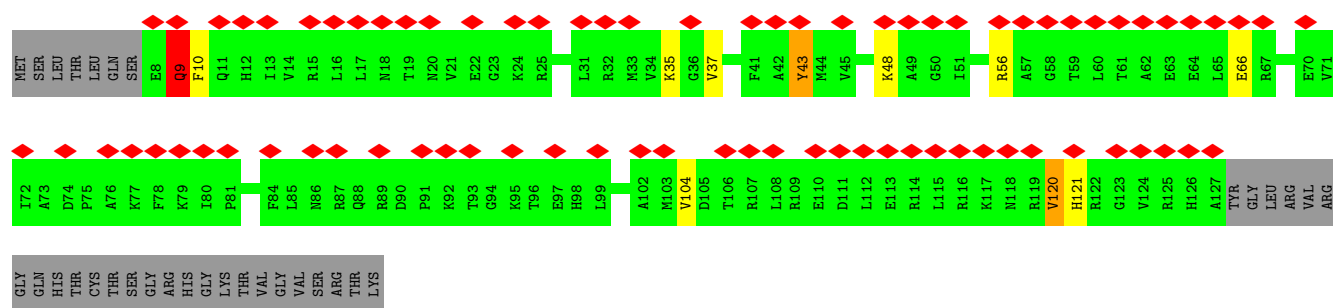 MET SER LEU THR LEU GLN SER E8 Q9 F10 Q11 H12 I13 V14 R15 L16 L17 N18 T19 N20 V21 E22 G23 K24 R25 L31 R32 M33 V34 K35 G36 V37 F41 A42 Y43 M44 V45 K48 A49 G50 I51 R56 A57 G58 T59 L60 T61 A62 E63 E64 L65 E66 R67 E70 V71
I72 A73 D74 P75 A76 K77 F78 K79 I80 P81 F84 L85 N86 R87 Q88 R89 D90 P91 K92 T93 G94 K95 T96 E97 H98 L99 A102 M103 V104 D105 T106 R107 L108 R109 E110 D111 L112 E113 R114 L115 R116 K117 N118 R119 V120 H121 R122 G123 V124 R125 H126 A127 TYR GLY LEU ARG VAL ARG
GLY GLN HIS THR CYS THR SER GLY ARG HIS GLY LYS THR VAL GLY VAL SER ARG THR LYS